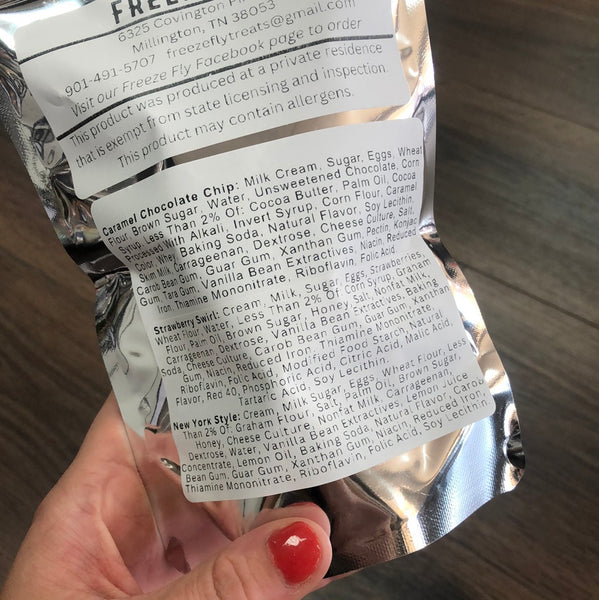 6325 Covington
Millington, TN 38053
901-491-5707 freezeflytreats@gmail.com
Visit our Freeze Fly Facebook page to order
This product was produced at a private residence
that is exempt from state licensing and inspection.
This product may contain allergens.
Caramel Chocolate Chip: Milk Cream, Sugar, Eggs, Wheat
Flour, Brown Sugar, Water, Unsweetened Chocolate, Corn
Syrup, Less Than 2% Of: Cocoa Butter, Palm Oil, Cocoa
Processed With Alkali, Invert Syrup, Corn Flour, Caramel
Color, Whey, Baking Soda, Natural Flavor, Soy Lecithin,
Skim Milk, Carrageenan, Dextrose, Cheese Culture, Salt,
Carob Bean Gum, Guar Gum, Xanthan Gum, Pectin, Konjac
Gum, Tara Gum, Vanilla Bean Extractives, Niacin, Reduced
Iron, Thiamine Mononitrate, Riboflavin, Folic Acid.
Strawberry Swirl: Cream, Milk, Sugar, Eggs, Strawberries,
Wheat Flour, Water, Less Than 2% Of: Corn Syrup, Graham
Flour, Palm Oil, Brown Sugar, Honey, Salt, Nonfat Milk,
Carrageenan, Dextrose, Vanilla Bean Extractives, Baking
Soda, Cheese Culture, Carob Bean Gum, Guar Gum, Xanthan
Gum, Niacin, Reduced Iron, Thiamine Mononitrate,
Riboflavin, Folic Acid, Modified Food Starch, Natural
Flavor, Red 40, Phosphoric Acid, Citric Acid, Malic Acid,
Tartaric Acid, Soy Lecithin.
New York Style: Cream, Milk, Sugar, Eggs, Wheat Flour, Less
Than 2% Of: Graham Flour, Salt, Palm Oil, Brown Sugar,
Honey, Cheese Culture, Nonfat Milk, Carrageenan,
Dextrose, Water, Vanilla Bean Extractives, Lemon Juice
Concentrate, Lemon Oil, Baking Soda, Natural Flavor, Carob
Bean Gum, Guar Gum, Xanthan Gum, Niacin, Reduced Iron,
Thiamine Mononitrate, Riboflavin, Folic Acid, Soy Lecithin,